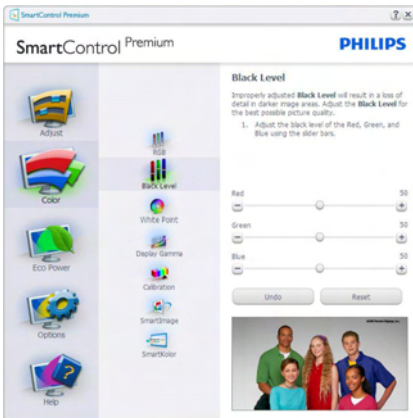 SmartControl Premium
SmartControl Premium
PHILIPS
Adjust
Color
Eco Power
Options
Help
RGB
Black Level
White Point
Display Gamma
Calibration
SmartImage
SmartKolor
Black Level
Improperly adjusted Black Level will result in a loss of
detail in darker image areas. Adjust the Black Level for
the best possible picture quality.
1. Adjust the black level of the Red, Green, and
Blue using the slider bars.
Red 50
Green 50
Blue 50
Undo
Reset